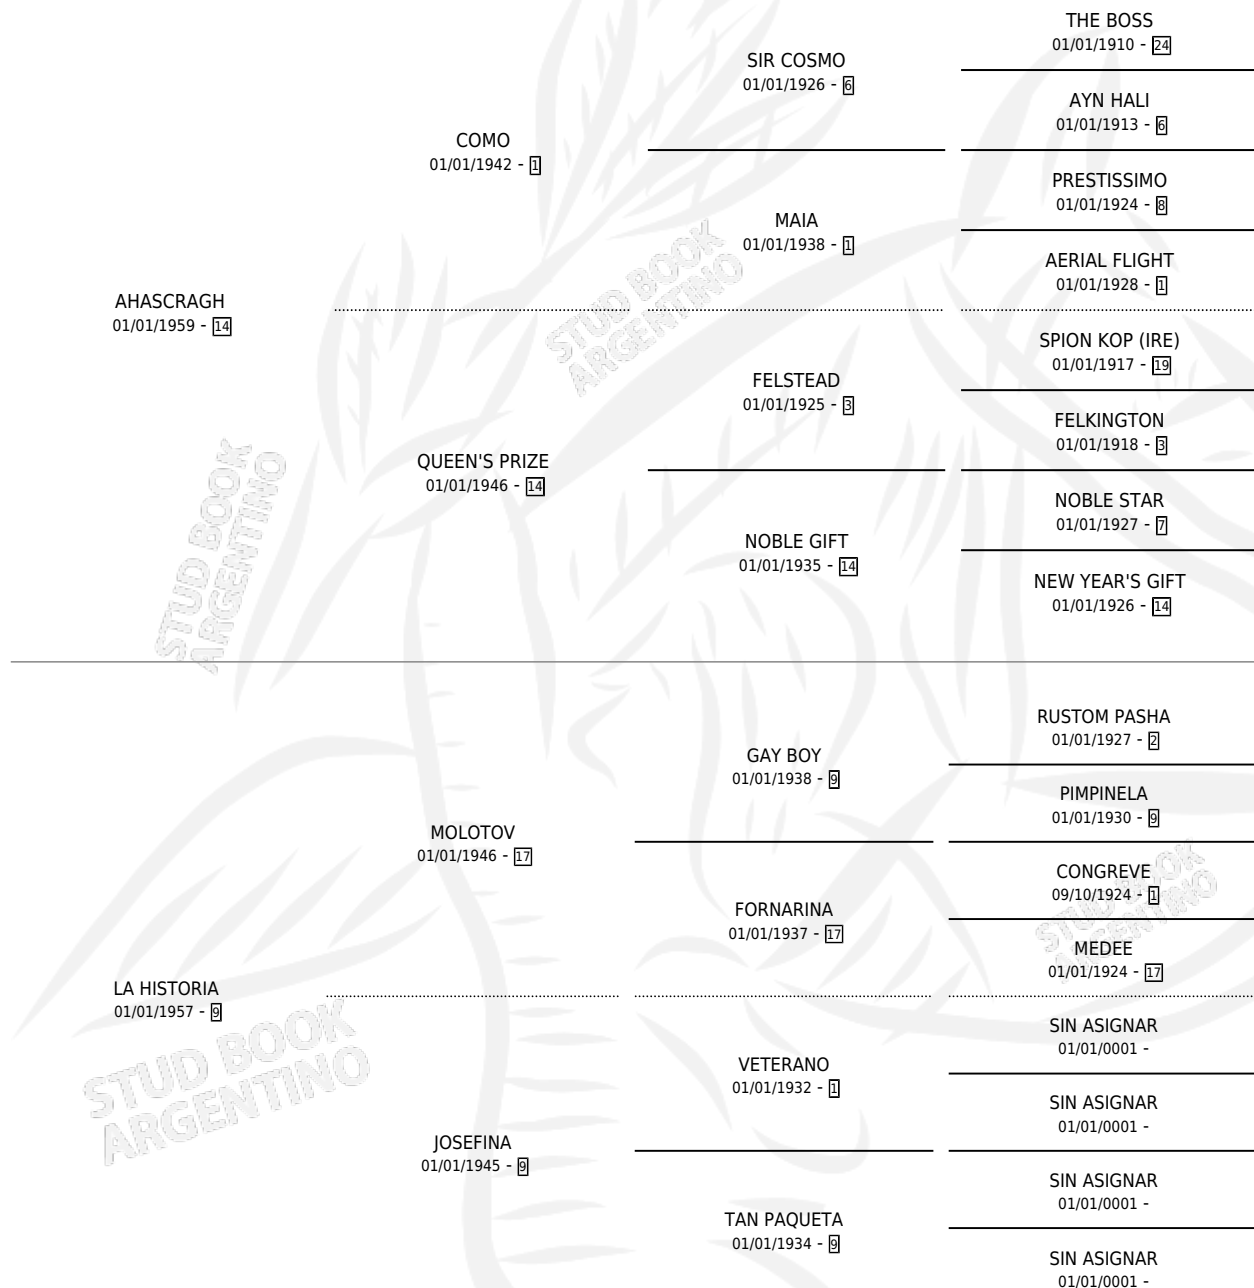 THE BOSS
01/01/1910 - 24
SIR COSMO
01/01/1926 - 6
AYN HALI
01/01/1913 - 6
COMO
01/01/1942 - 1
PRESTISSIMO
01/01/1924 - 8
MAIA
01/01/1938 - 1
AERIAL FLIGHT
01/01/1928 - 1
AHASCRAGH
01/01/1959 - 14
SPION KOP (IRE)
01/01/1917 - 19
FELSTEAD
01/01/1925 - 3
FELKINGTON
01/01/1918 - 3
QUEEN'S PRIZE
01/01/1946 - 14
NOBLE STAR
01/01/1927 - 7
NOBLE GIFT
01/01/1935 - 14
NEW YEAR'S GIFT
01/01/1926 - 14
RUSTOM PASHA
01/01/1927 - 2
GAY BOY
01/01/1938 - 9
PIMPINELA
01/01/1930 - 9
MOLOTOV
01/01/1946 - 17
CONGREVE
09/10/1924 - 1
FORNARINA
01/01/1937 - 17
MEDEE
01/01/1924 - 17
LA HISTORIA
01/01/1957 - 9
SIN ASIGNAR
01/01/0001 -
VETERANO
01/01/1932 - 1
SIN ASIGNAR
01/01/0001 -
JOSEFINA
01/01/1945 - 9
SIN ASIGNAR
01/01/0001 -
TAN PAQUETA
01/01/1934 - 9
SIN ASIGNAR
01/01/0001 -
STUD BOOK
ARGENTINO
STUD BOOK
ARGENTINO
STUD BOOK
ARGENTINO
STUD BOOK
ARGENTINO